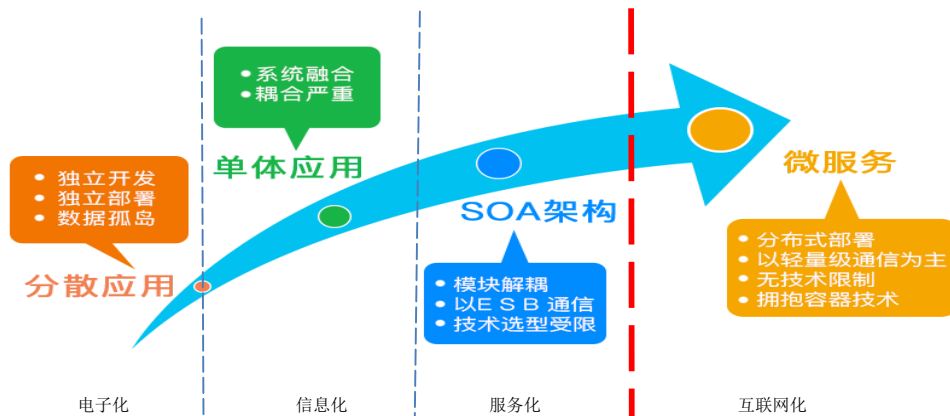 • 独立开发
• 独立部署
• 数据孤岛
分散应用
• 系统融合
• 耦合严重
单体应用
SOA架构
• 模块解耦
• 以E S B 通信
• 技术选型受限
微服务
• 分布式部署
• 以轻量级通信为主
• 无技术限制
• 拥抱容器技术
电子化
信息化
服务化
互联网化